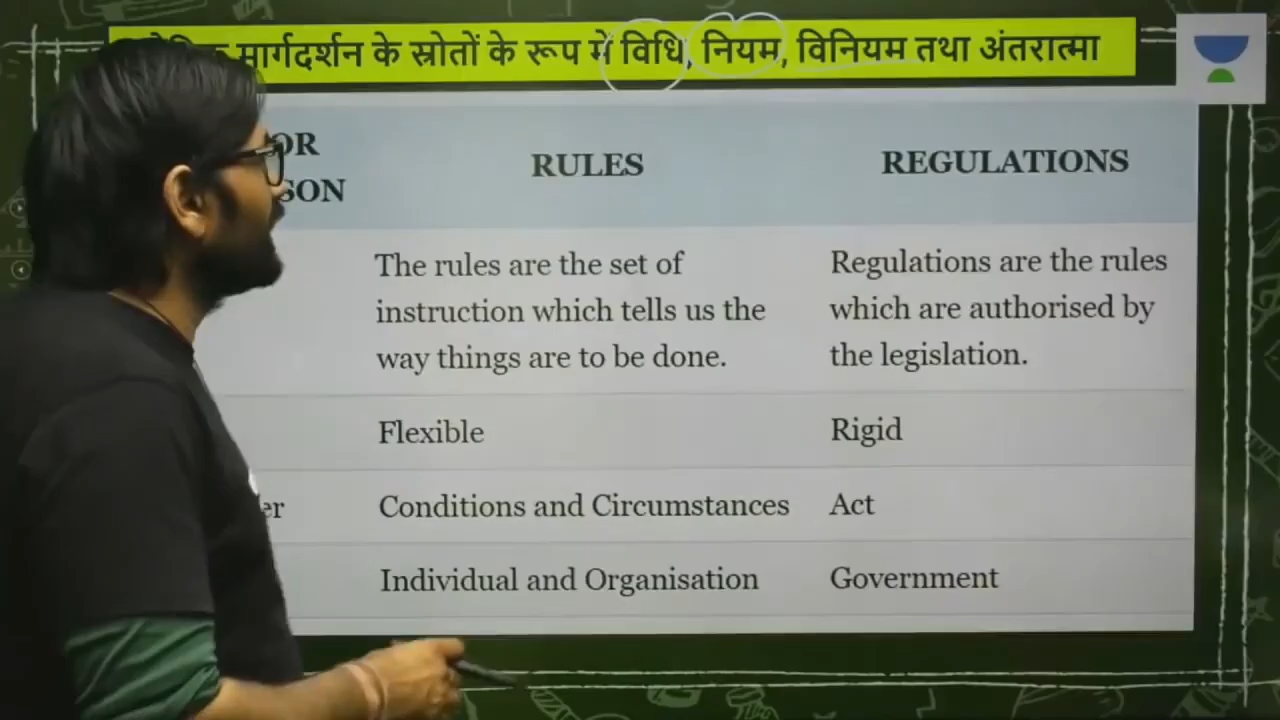 मार्गदर्शन के स्रोतों के रूप में विधि, नियम, विनियम तथा अंतरात्मा
RULES
REGULATIONS
The rules are the set of
instruction which tells us the
way things are to be done.
Regulations are the rules
which are authorised by
the legislation.
Flexible
Rigid
Conditions and Circumstances
Act
Individual and Organisation
Government